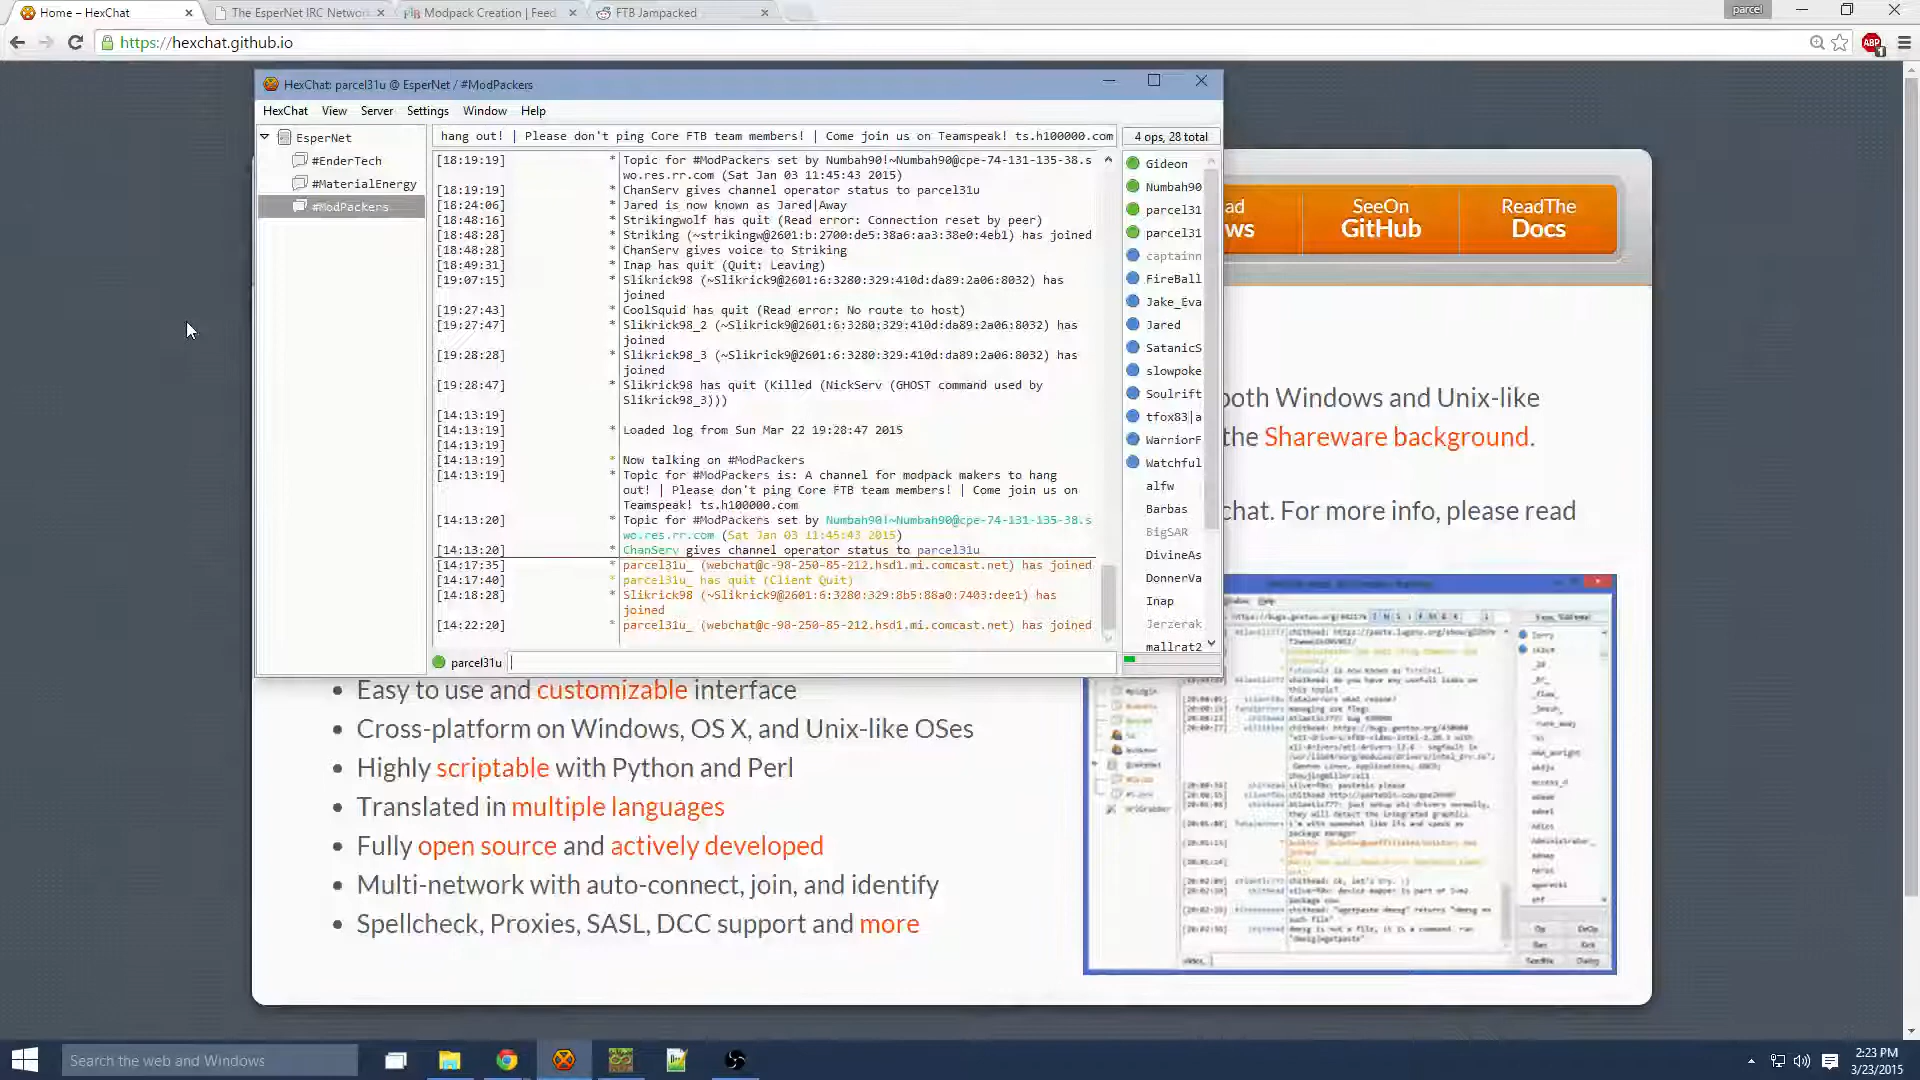 Home – HexChat
The EsperNet IRC Network
Modpack Creation | Feed
FTB Jampacked
parcel
https://hexchat.github.io
ABP
1
HexChat: parcel31u @ EsperNet / #ModPackers
HexChat View Server Settings Window Help
EsperNet
#EnderTech
#MaterialEnergy
#ModPackers
hang out! | Please don't ping Core FTB team members! | Come join us on Teamspeak! ts.h100000.com
4 ops, 28 total
[18:19:19] * Topic for #ModPackers set by Numbah90!~Numbah90@cpe-74-131-135-38.s
wo.res.rr.com (Sat Jan 03 11:45:43 2015)
[18:19:19] * ChanServ gives channel operator status to parcel31u
[18:24:06] * Jared is now known as Jared|Away
[18:48:16] * Strikingwolf has quit (Read error: Connection reset by peer)
[18:48:28] * Striking (~strikingw@2601:b:2700:de5:38a6:aa3:38e0:4eb1) has joined
[18:48:28] * ChanServ gives voice to Striking
[18:49:31] * Inap has quit (Quit: Leaving)
[19:07:15] * Slikrick98 (~Slikrick9@2601:6:3280:329:410d:da89:2a06:8032) has
joined
[19:27:43] * CoolSquid has quit (Read error: No route to host)
[19:27:47] * Slikrick98_2 (~Slikrick9@2601:6:3280:329:410d:da89:2a06:8032) has
joined
[19:28:28] * Slikrick98_3 (~Slikrick9@2601:6:3280:329:410d:da89:2a06:8032) has
joined
[19:28:47] * Slikrick98 has quit (Killed (NickServ (GHOST command used by
Slikrick98_3)))
[14:13:19] *
[14:13:19] * Loaded log from Sun Mar 22 19:28:47 2015
[14:13:19] *
[14:13:19] * Now talking on #ModPackers
[14:13:19] * Topic for #ModPackers is: A channel for modpack makers to hang
out! | Please don't ping Core FTB team members! | Come join us on
Teamspeak! ts.h100000.com
[14:13:20] * Topic for #ModPackers set by Numbah90!~Numbah90@cpe-74-131-135-38.s
wo.res.rr.com (Sat Jan 03 11:45:43 2015)
[14:13:20] * ChanServ gives channel operator status to parcel31u
[14:17:35] * parcel31u_ (webchat@c-98-250-85-212.hsd1.mi.comcast.net) has joined
[14:17:40] * parcel31u_ has quit (Client Quit)
[14:18:28] * Slikrick98 (~Slikrick9@2601:6:3280:329:8b5:88a0:7403:dee1) has
joined
[14:22:20] * parcel31u_ (webchat@c-98-250-85-212.hsd1.mi.comcast.net) has joined
parcel31u
Gideon
Numbah90
parcel31
parcel31
captainn
FireBall
Jake_Eva
Jared
SatanicS
slowpoke
Soulrift
tfox83|a
WarriorF
Watchful
alfw
Barbas
BigSAR
DivineAs
DonnerVa
Inap
Jerzerak
mallrat2
ad
ws
SeeOn
GitHub
ReadThe
Docs
both Windows and Unix-like
the Shareware background.
chat. For more info, please read
• Easy to use and customizable interface
• Cross-platform on Windows, OS X, and Unix-like OSes
• Highly scriptable with Python and Perl
• Translated in multiple languages
• Fully open source and actively developed
• Multi-network with auto-connect, join, and identify
• Spellcheck, Proxies, SASL, DCC support and more
Search the web and Windows
2:23 PM
3/23/2015